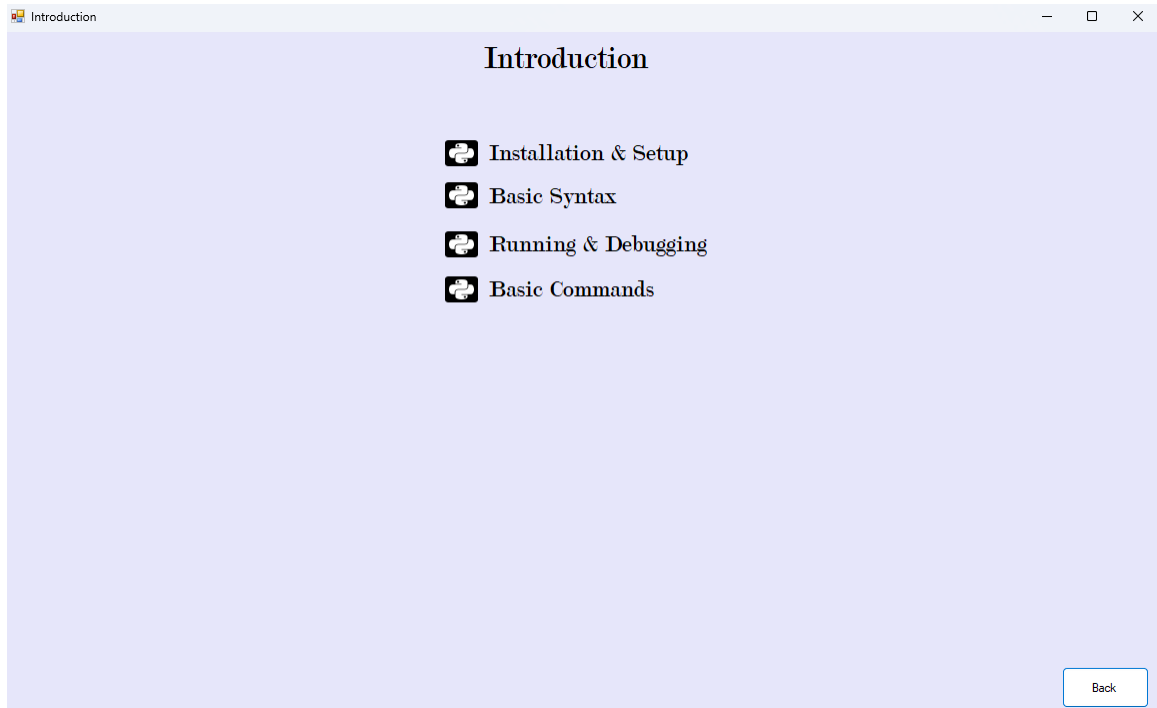 Introduction
Introduction
Installation & Setup
Basic Syntax
Running & Debugging
Basic Commands
Back